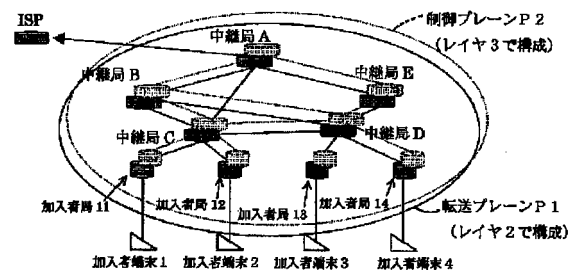 ISP
制御プレーンP2
(レイヤ3で構成)
中継局A
中継局B
中継局E
中継局C
中継局D
加入者局11
加入者局12
加入者局13
加入者局14
転送プレーンP1
(レイヤ2で構成)
加入者端末1
加入者端末2
加入者端末3
加入者端末4